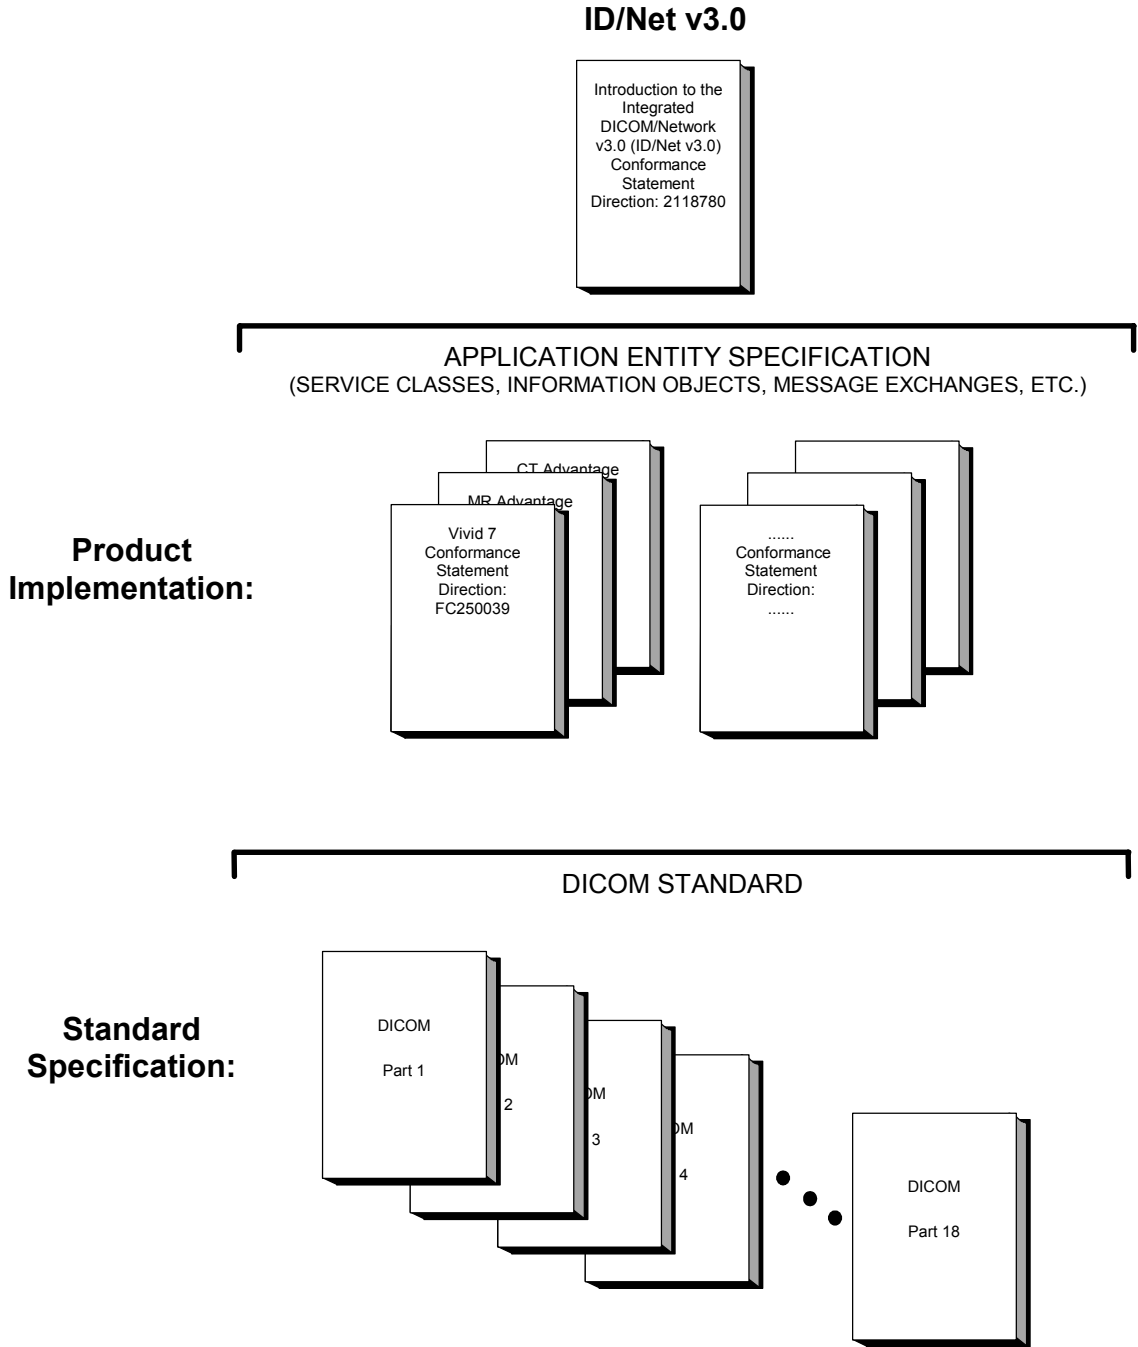 ID/Net v3.0
Introduction to the
Integrated
DICOM/Network
v3.0 (ID/Net v3.0)
Conformance
Statement
Direction: 2118780
APPLICATION ENTITY SPECIFICATION
(SERVICE CLASSES, INFORMATION OBJECTS, MESSAGE EXCHANGES, ETC.)
Product
Implementation:
CT Advantage
MR Advantage
Vivid 7
Conformance
Statement
Direction:
FC250039
......
Conformance
Statement
Direction:
......
DICOM STANDARD
Standard
Specification:
DICOM
Part 1
OM
2
OM
3
OM
4
DICOM
Part 18